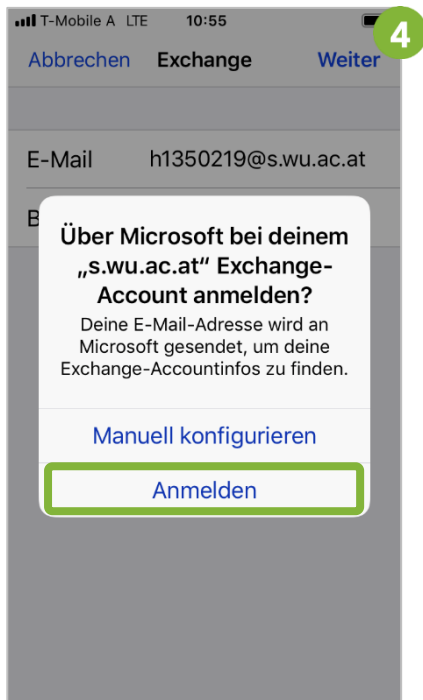 T-Mobile A LTE 10:55
4
Abbrechen Exchange Weiter
E-Mail h1350219@s.wu.ac.at
B
Über Microsoft bei deinem
„s.wu.ac.at“ Exchange-
Account anmelden?
Deine E-Mail-Adresse wird an
Microsoft gesendet, um deine
Exchange-Accountinfos zu finden.
Manuell konfigurieren
Anmelden